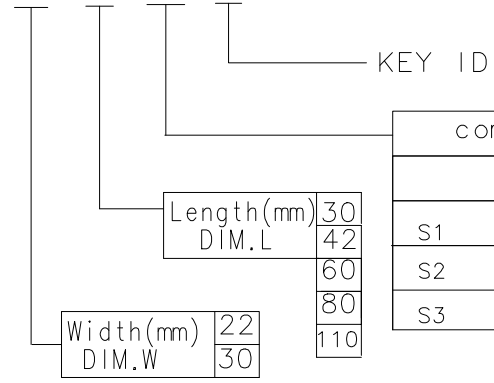 KEY ID
Length(mm) 30
DIM.L 42
60
80
110
S1
S2
S3
Width(mm) 22
DIM.W 30